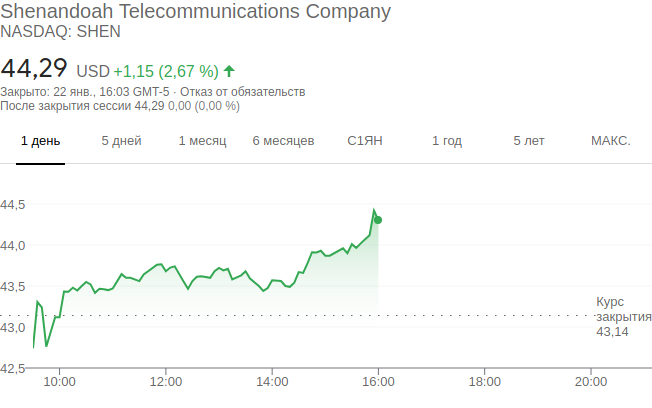 Shenandoah Telecommunications Company
NASDAQ: SHEN
44,29 USD +1,15 (2,67 %)
Закрыто: 22 янв., 16:03 GMT-5 · Отказ от обязательств
После закрытия сессии 44,29 0,00 (0,00 %)
1 день 5 дней 1 месяц 6 месяцев С1ЯН 1 год 5 лет МАКС.
44,5
44,0
43,5
Курс
закрытия
43,14
43,0
42,5
10:00 12:00 14:00 16:00 18:00 20:00